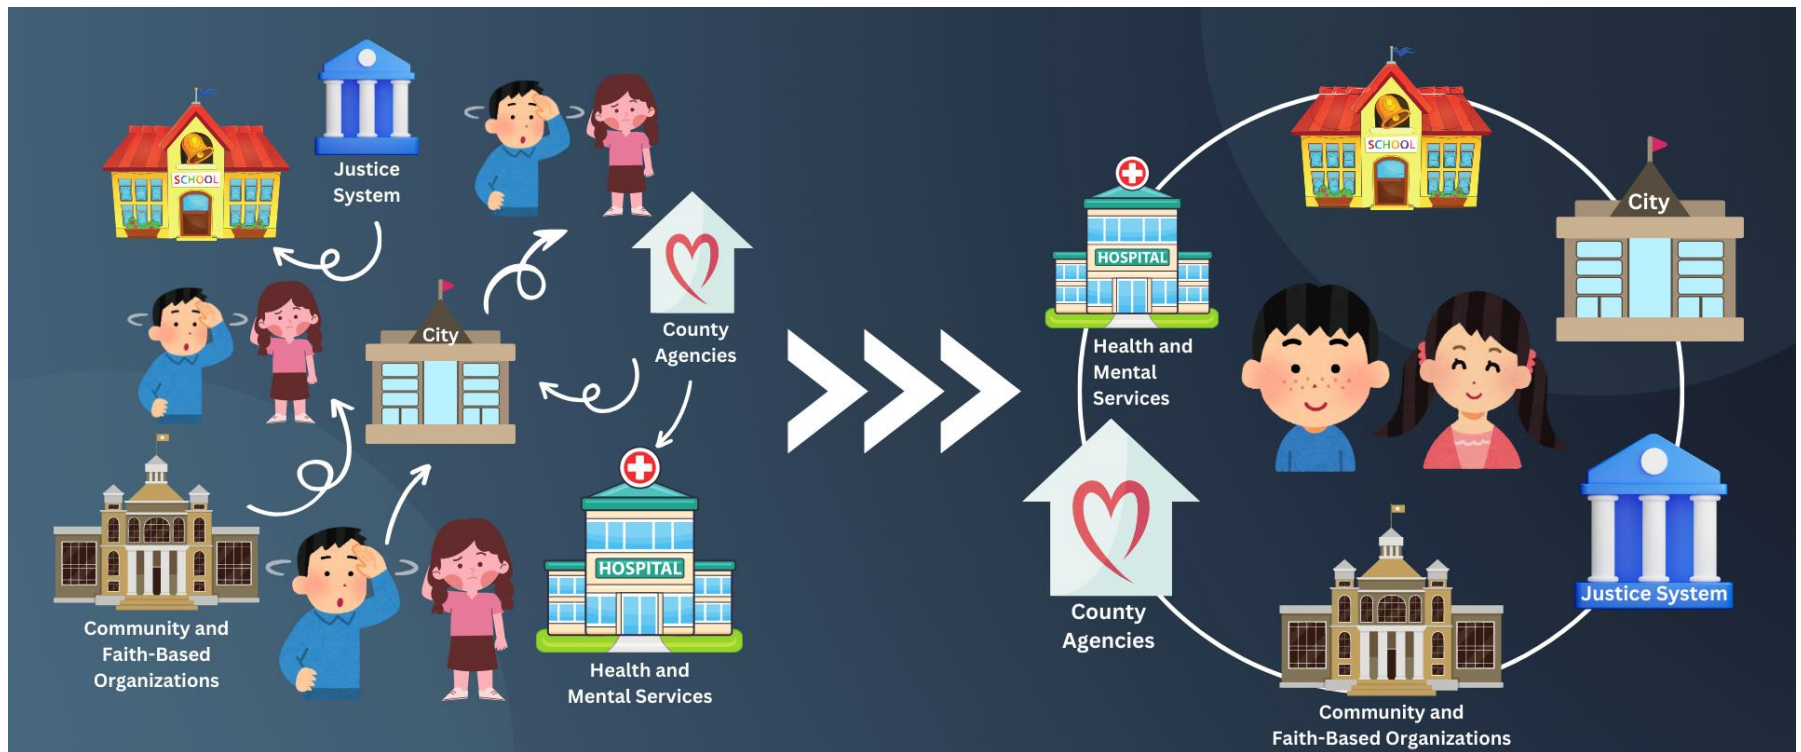 SCHOOL
Justice
System
County
Agencies
City
HOSPITAL
Community and
Faith-Based
Organizations
Health and
Mental Services
SCHOOL
City
HOSPITAL
Health and
Mental
Services
Justice System
County
Agencies
Community and
Faith-Based Organizations